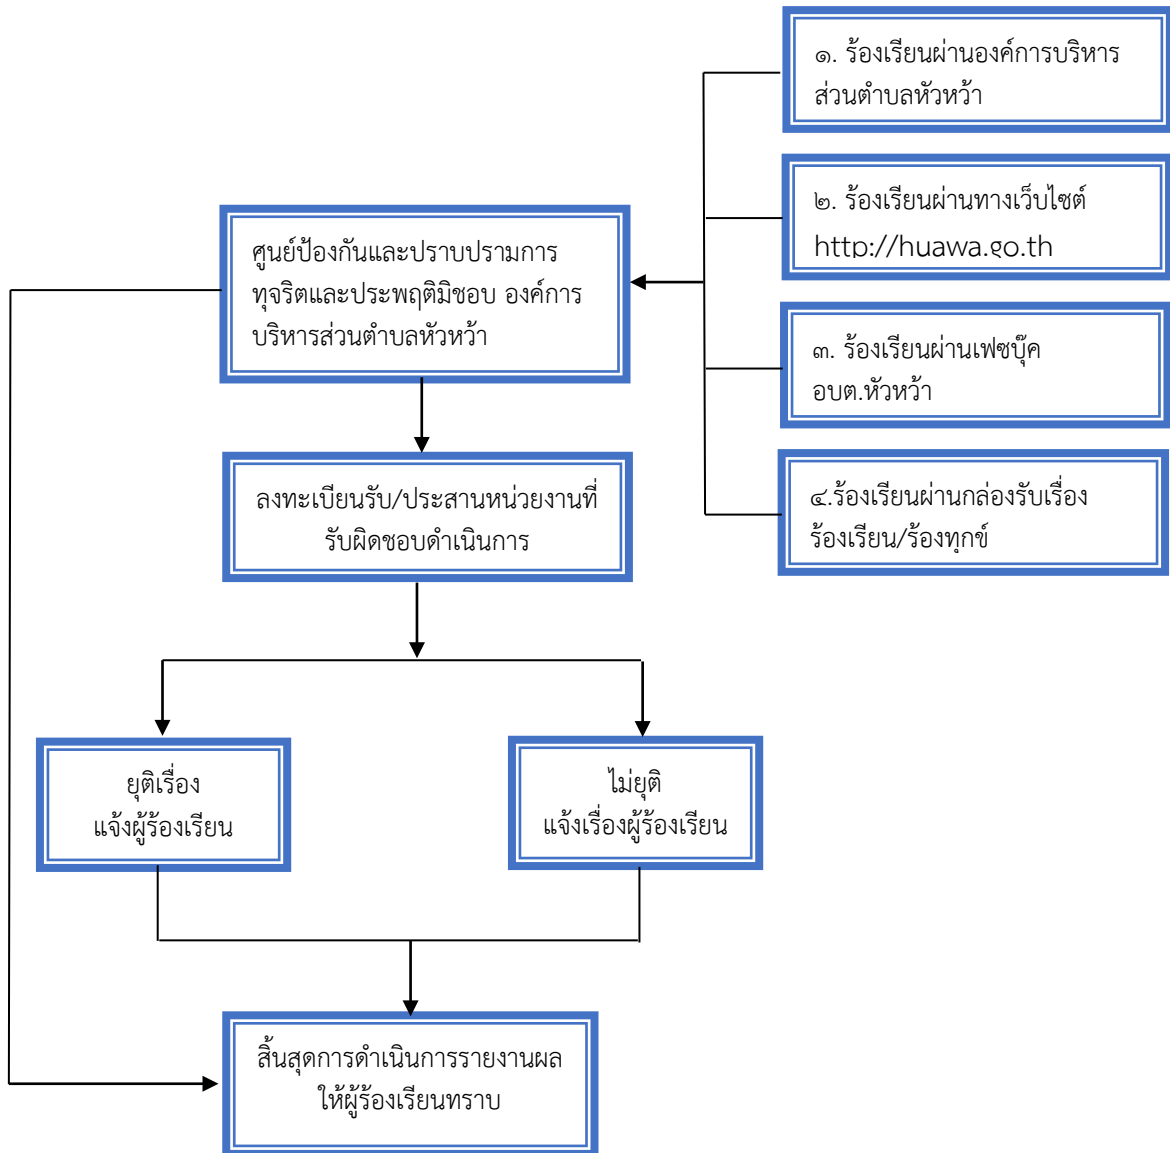 ๑. ร้องเรียนผ่านองค์การบริหาร
ส่วนตำบลหัวหว้า
๒. ร้องเรียนผ่านทางเว็บไซต์
http://huawa.go.th
๓. ร้องเรียนผ่านเฟซบุ๊ค
อบต.หัวหว้า
๔.ร้องเรียนผ่านกล่องรับเรื่อง
ร้องเรียน/ร้องทุกข์
ศูนย์ป้องกันและปราบปรามการ
ทุจริตและประพฤติมิชอบ องค์การ
บริหารส่วนตำบลหัวหว้า
ลงทะเบียนรับ/ประสานหน่วยงานที่
รับผิดชอบดำเนินการ
ยุติเรื่อง
แจ้งผู้ร้องเรียน
ไม่ยุติ
แจ้งเรื่องผู้ร้องเรียน
สิ้นสุดการดำเนินการรายงานผล
ให้ผู้ร้องเรียนทราบ